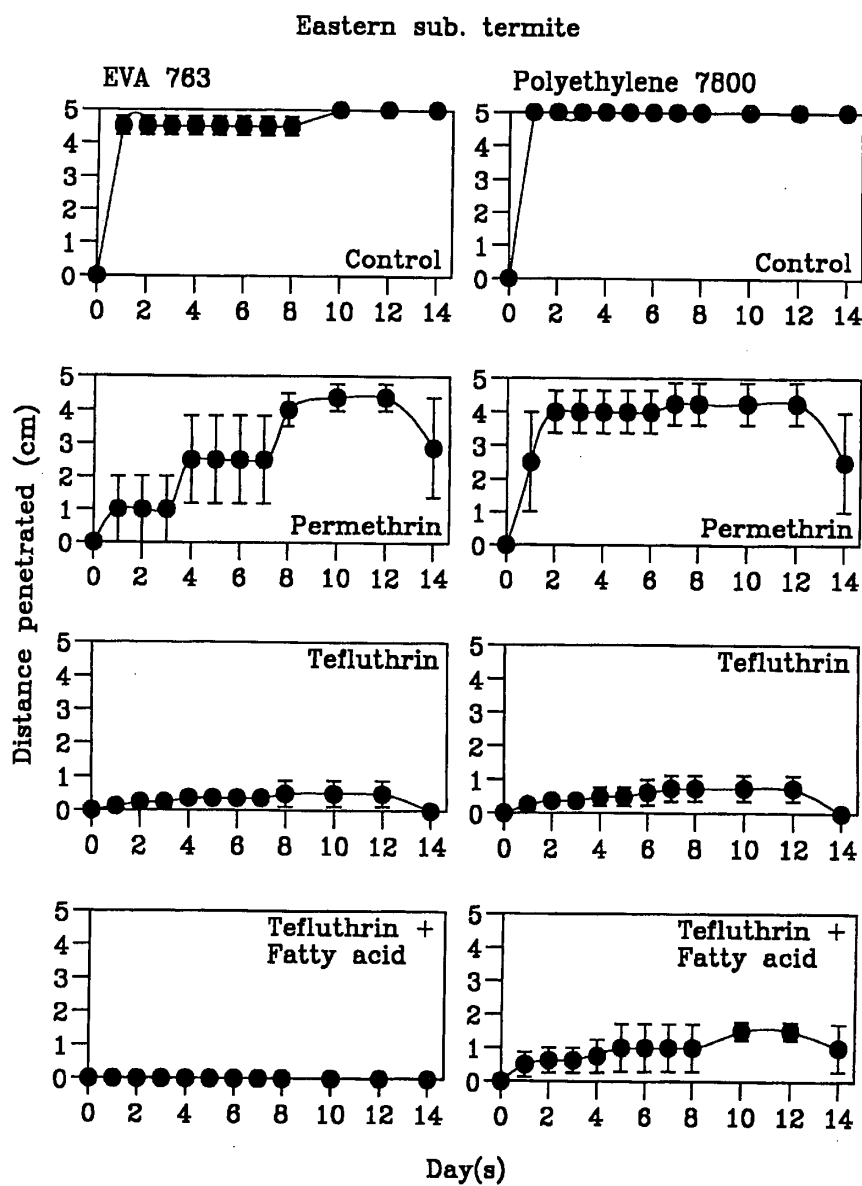 Eastern sub. termite
EVA 763
5
4
3
2
1
0
Control
0 2 4 6 8 10 12 14
Polyethylene 7800
5
4
3
2
1
0
Control
0 2 4 6 8 10 12 14
Distance penetrated (cm)
5
4
3
2
1
0
Permethrin
0 2 4 6 8 10 12 14
5
4
3
2
1
0
Permethrin
0 2 4 6 8 10 12 14
Tefluthrin
5
4
3
2
1
0
0 2 4 6 8 10 12 14
Tefluthrin
5
4
3
2
1
0
0 2 4 6 8 10 12 14
Tefluthrin +
Fatty acid
5
4
3
2
1
0
0 2 4 6 8 10 12 14
Tefluthrin +
Fatty acid
5
4
3
2
1
0
0 2 4 6 8 10 12 14
Day(s)